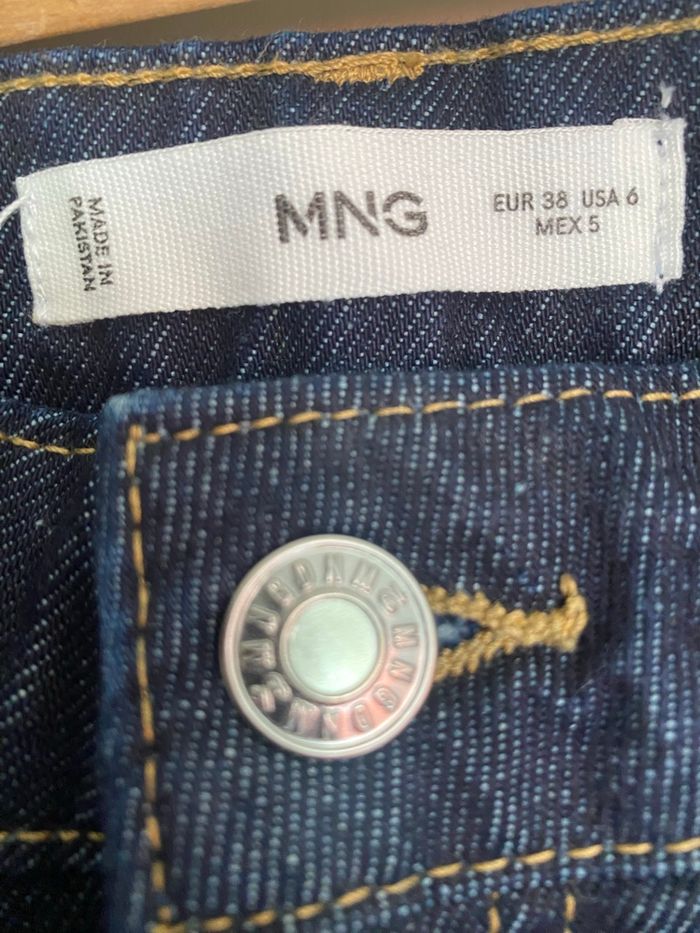 MADE IN
PAKISTAN
MNG
EUR 38 USA 6
MEX 5